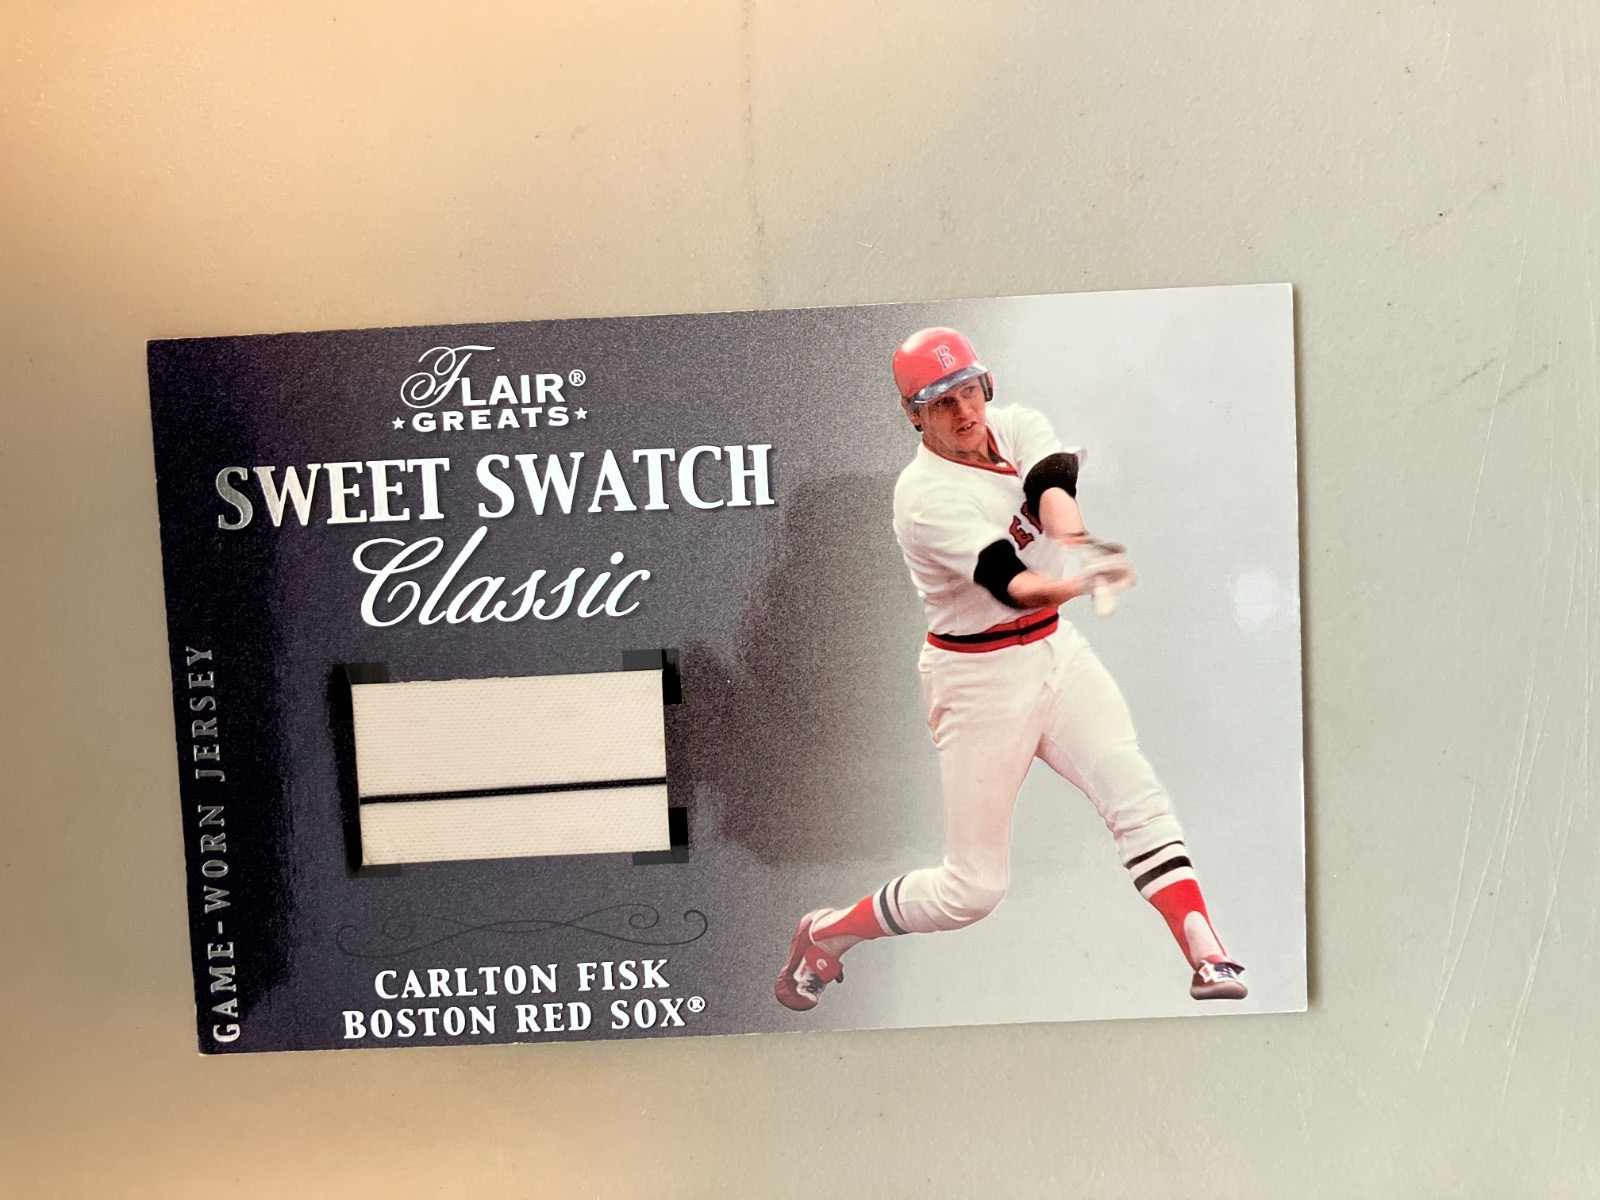 FLAIR®
★GREATS★
SWEET SWATCH
Classic
GAME-WORN JERSEY
CARLTON FISK
BOSTON RED SOX®
B